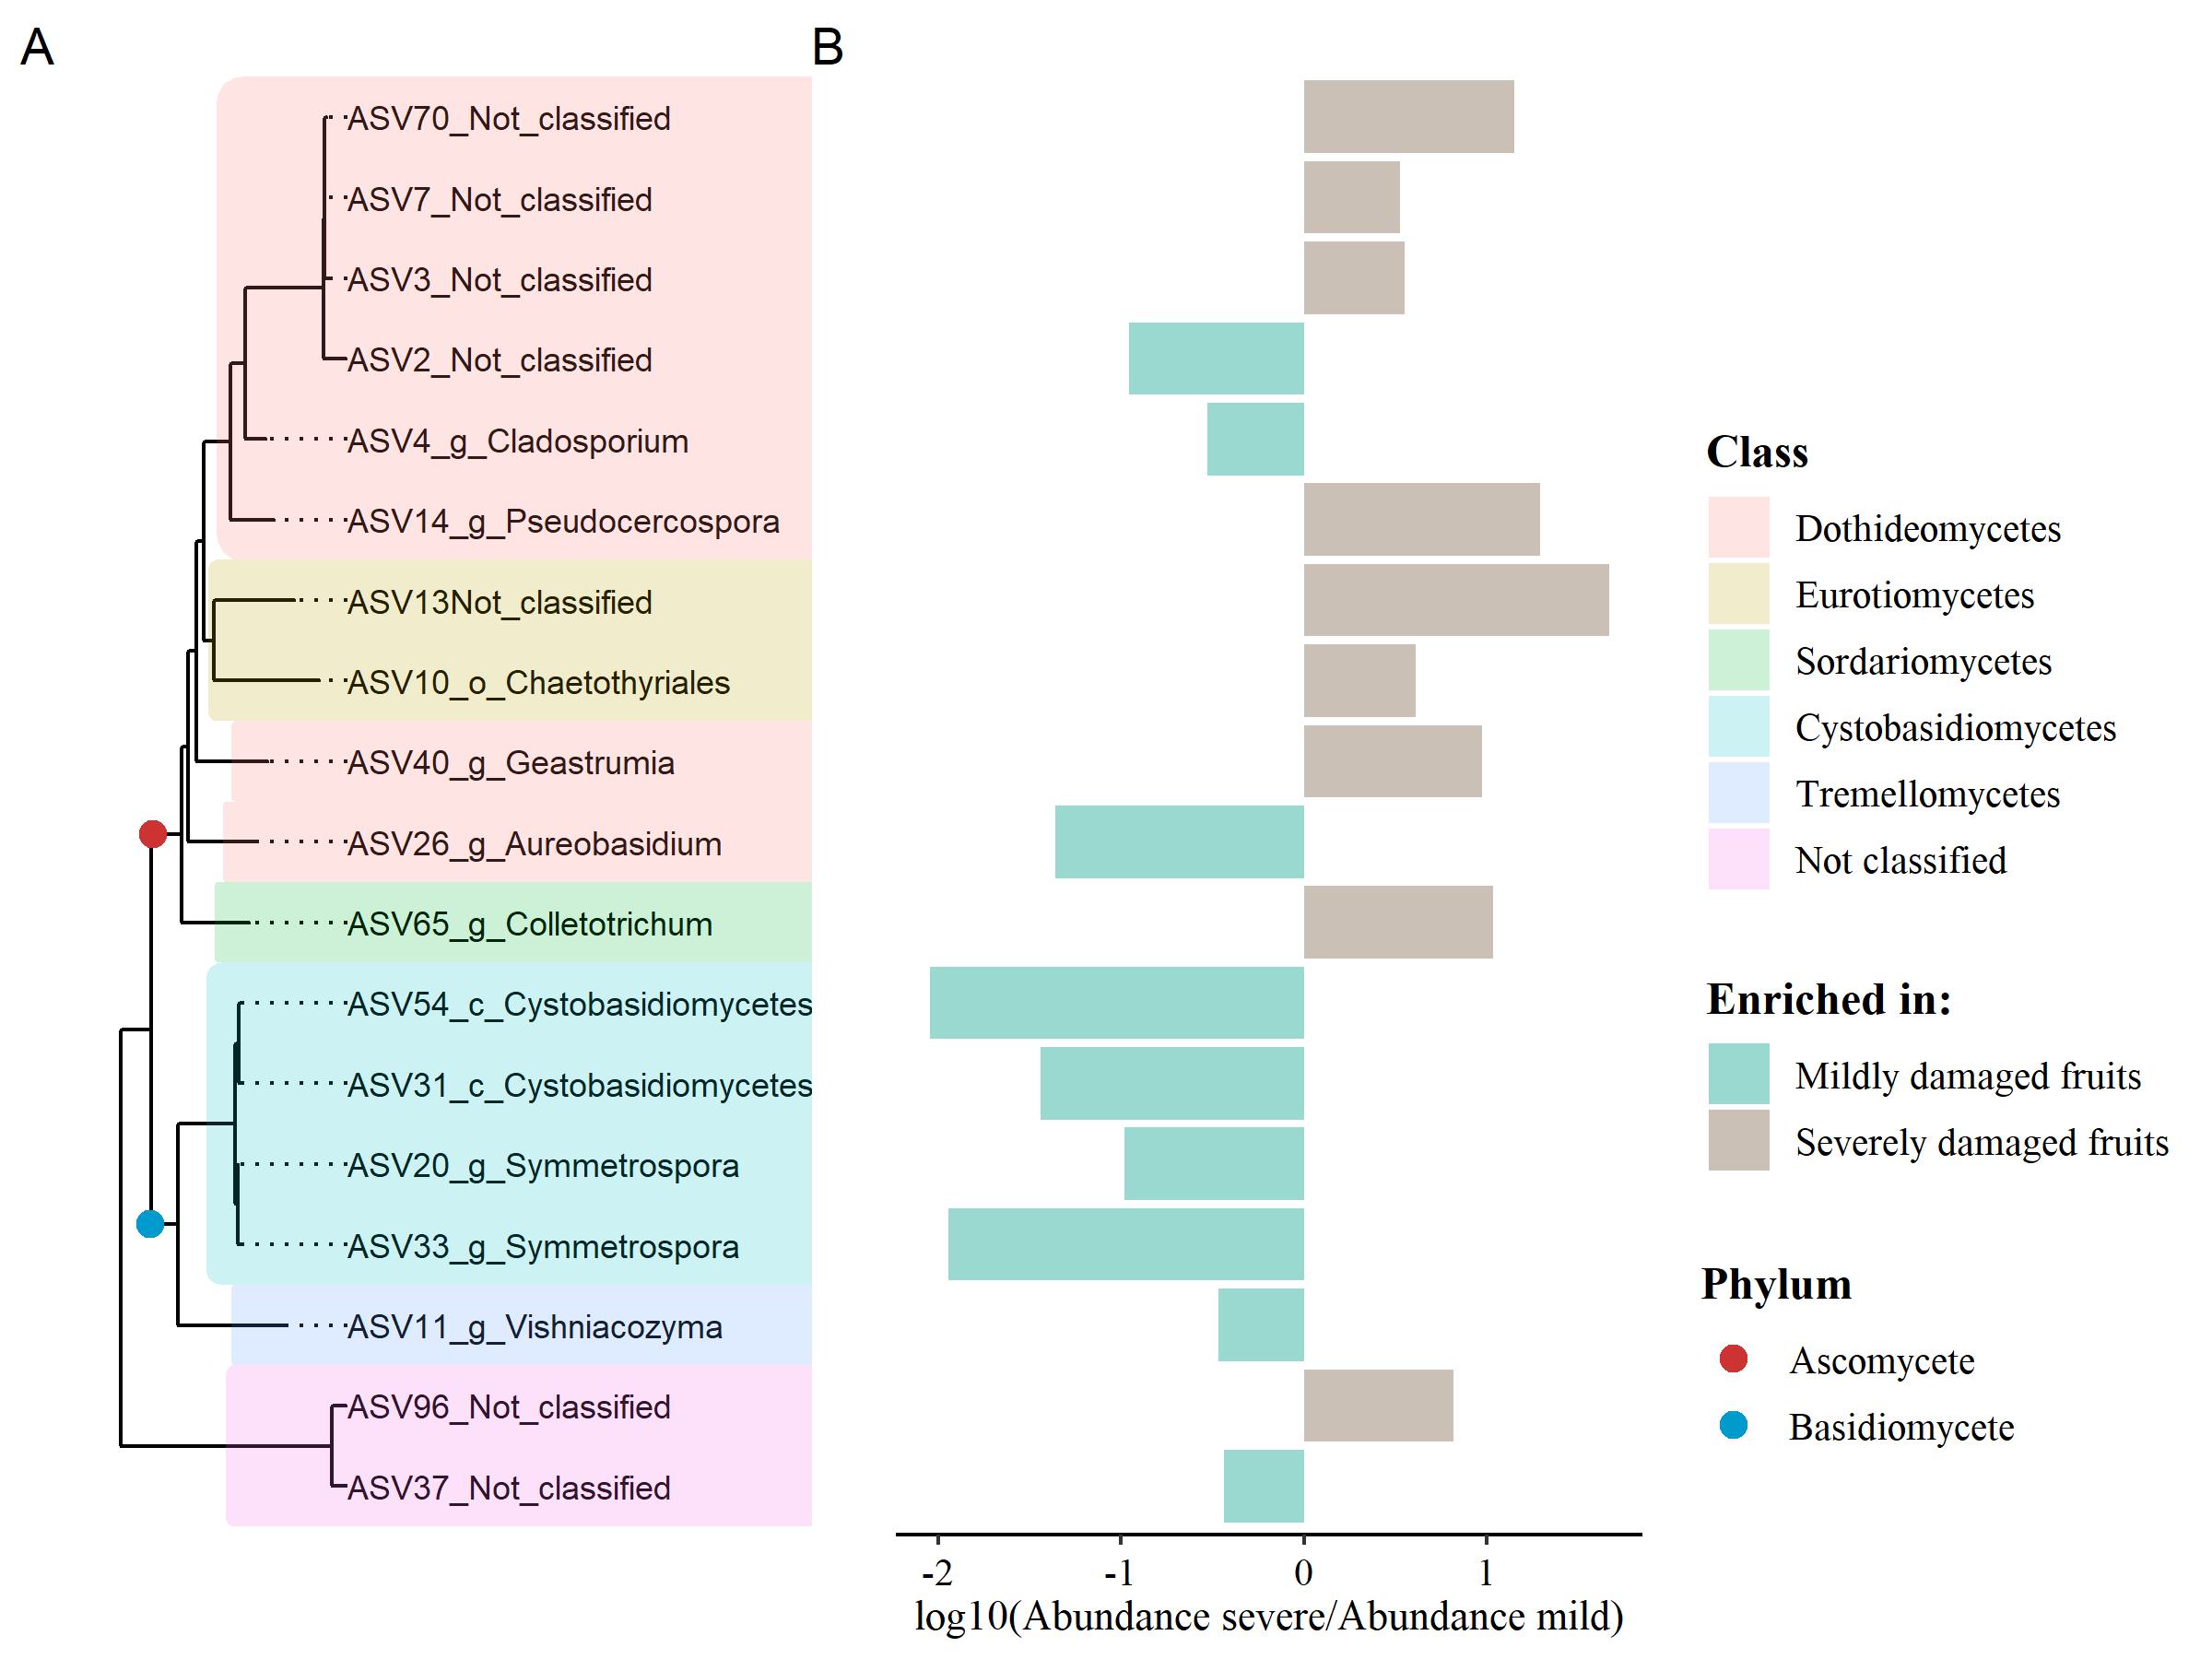 A
B
ASV70_Not_classified
ASV7_Not_classified
ASV3_Not_classified
ASV2_Not_classified
ASV4_g_Cladosporium
ASV14_g_Pseudocercospora
ASV13Not_classified
ASV10_o_Chaetothyriales
ASV40_g_Geastrumia
ASV26_g_Aureobasidium
ASV65_g_Colletotrichum
ASV54_c_Cystobasidiomycetes
ASV31_c_Cystobasidiomycetes
ASV20_g_Symmetrospora
ASV33_g_Symmetrospora
ASV11_g_Vishniacozyma
ASV96_Not_classified
ASV37_Not_classified
-2 -1 0 1
log10(Abundance severe/Abundance mild)
Class
Dothideomycetes
Eurotiomycetes
Sordariomycetes
Cystobasidiomycetes
Tremellomycetes
Not classified
Enriched in:
Mildly damaged fruits
Severely damaged fruits
Phylum
Ascomycete
Basidiomycete